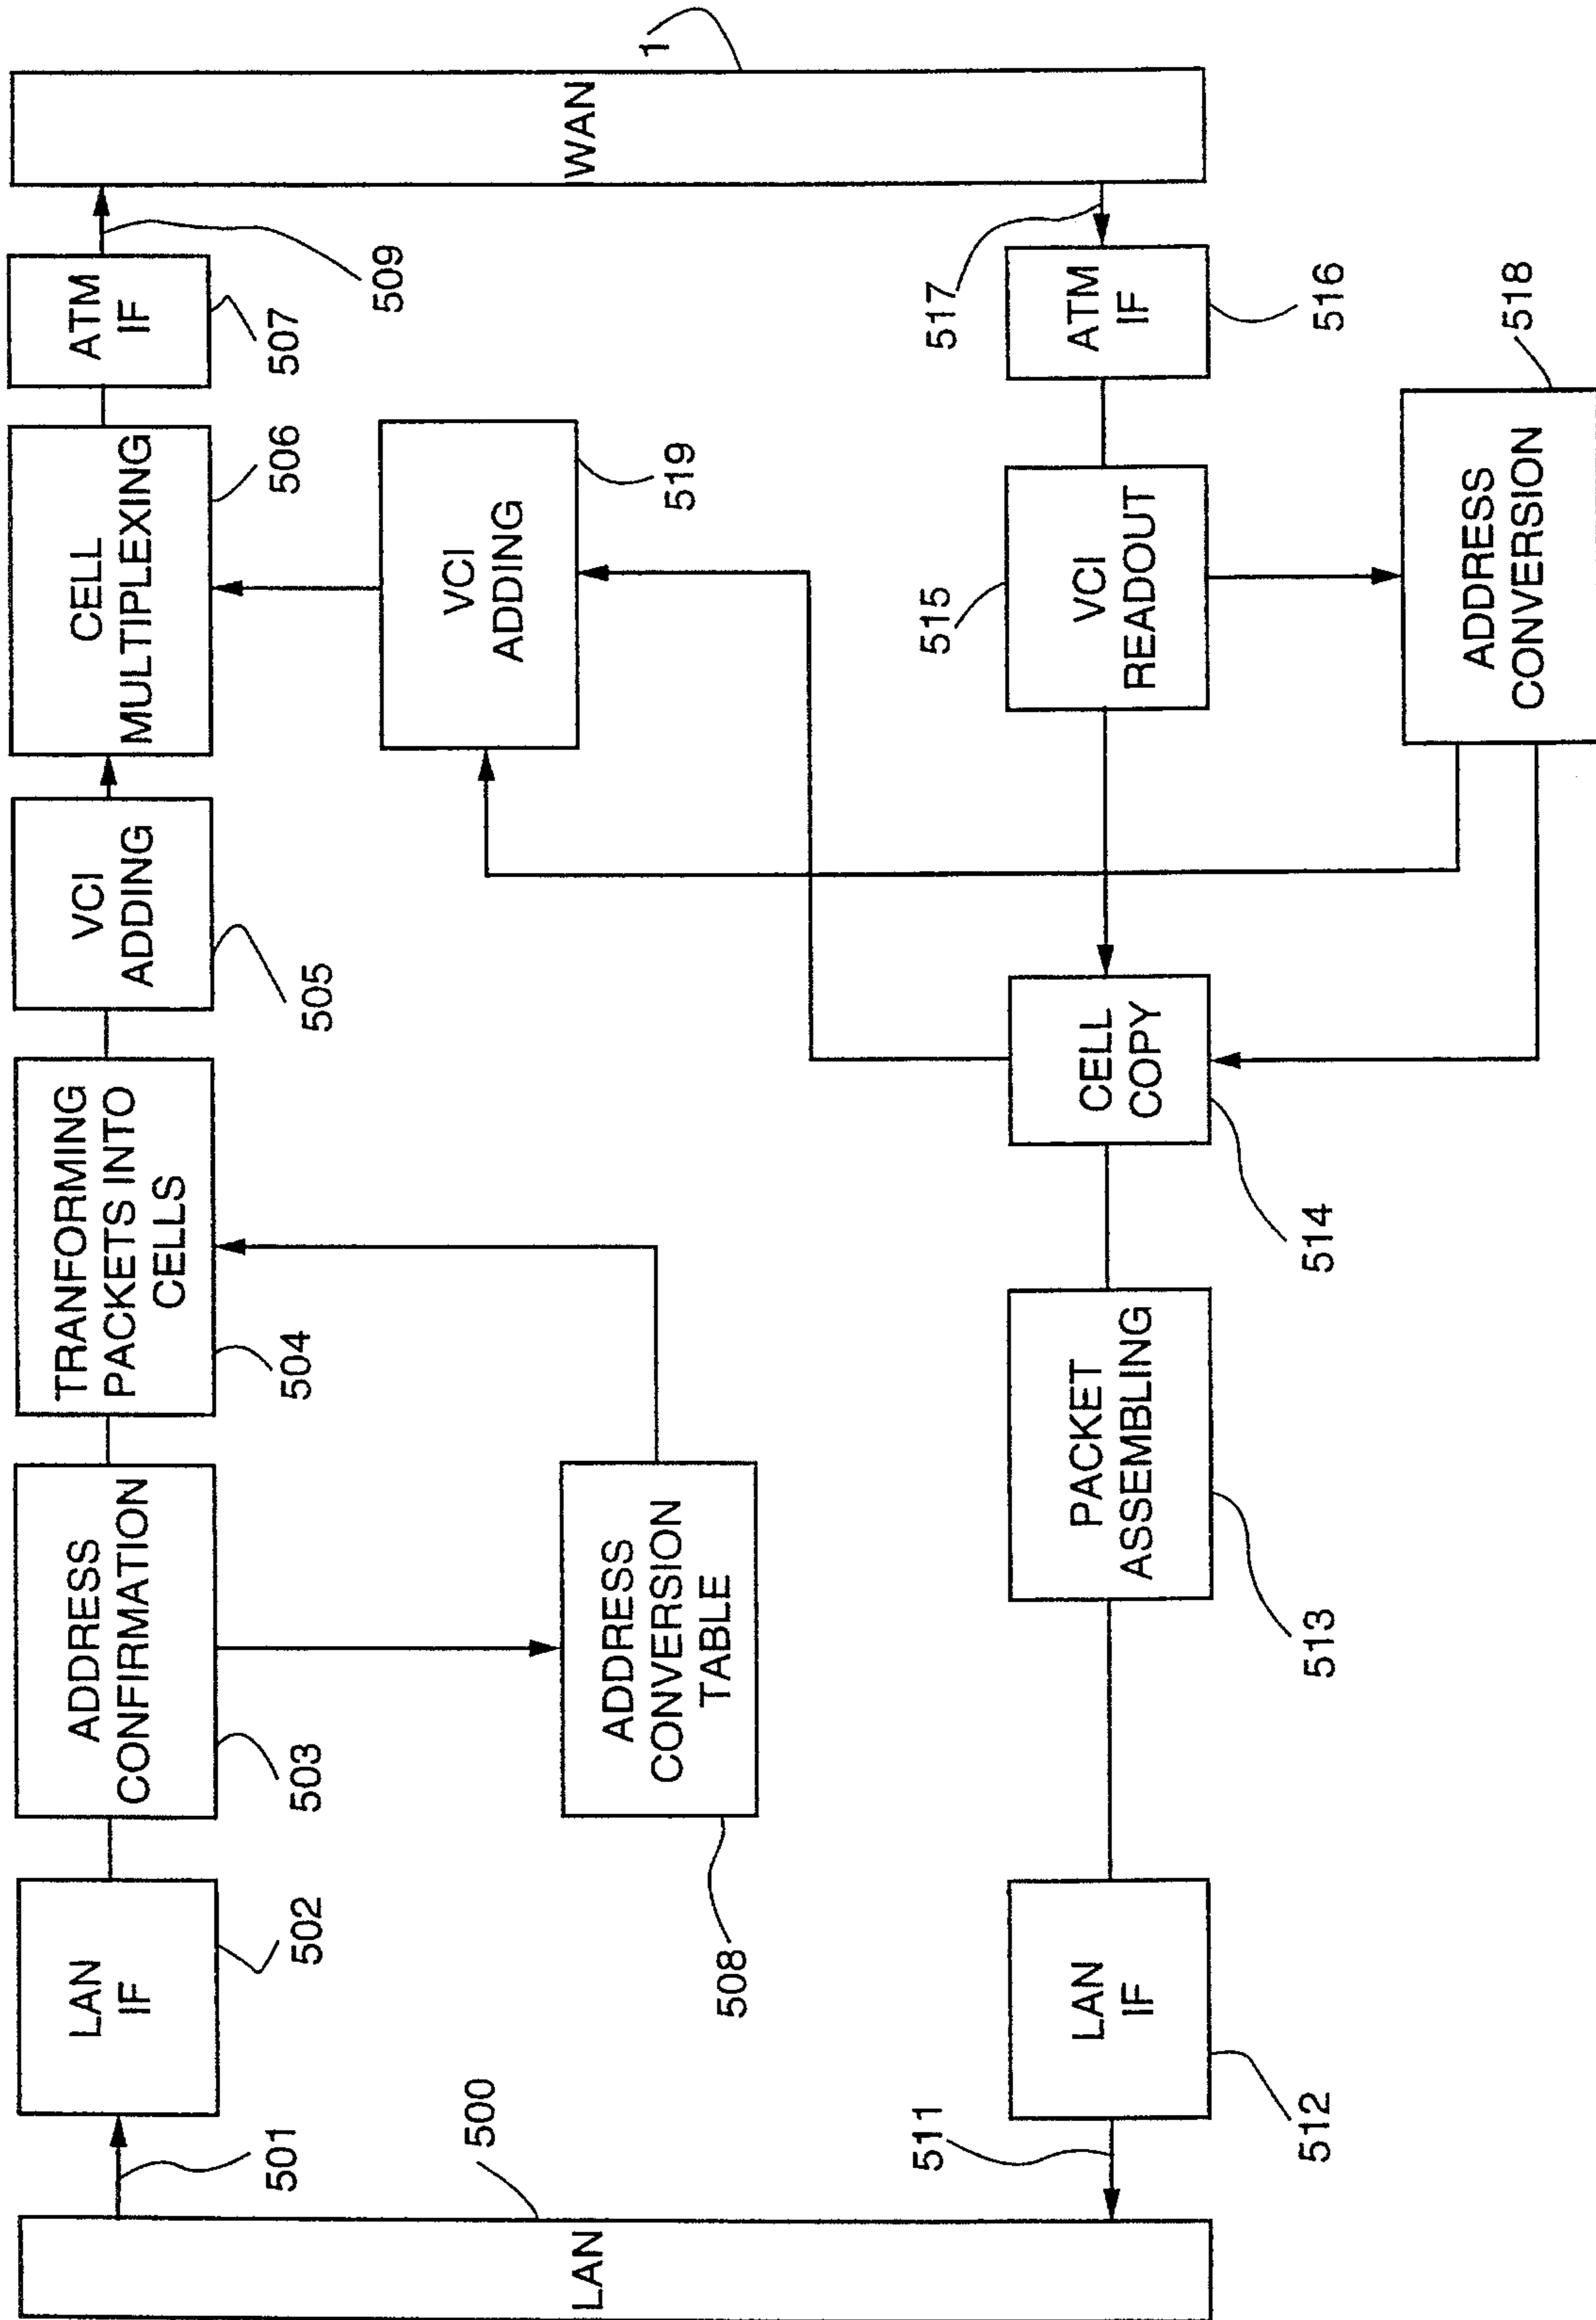 LAN
500
501
LAN
IF
502
ADDRESS
CONFIRMATION
503
TRANFORMING
PACKETS INTO
CELLS
504
VCI
ADDING
505
CELL
MULTIPLEXING
506
ATM
IF
507
509
WAN
1
ADDRESS
CONVERSION
TABLE
508
VCI
ADDING
519
511
LAN
IF
512
PACKET
ASSEMBLING
513
CELL
COPY
514
VCI
READOUT
515
ATM
IF
516
517
ADDRESS
CONVERSION
518